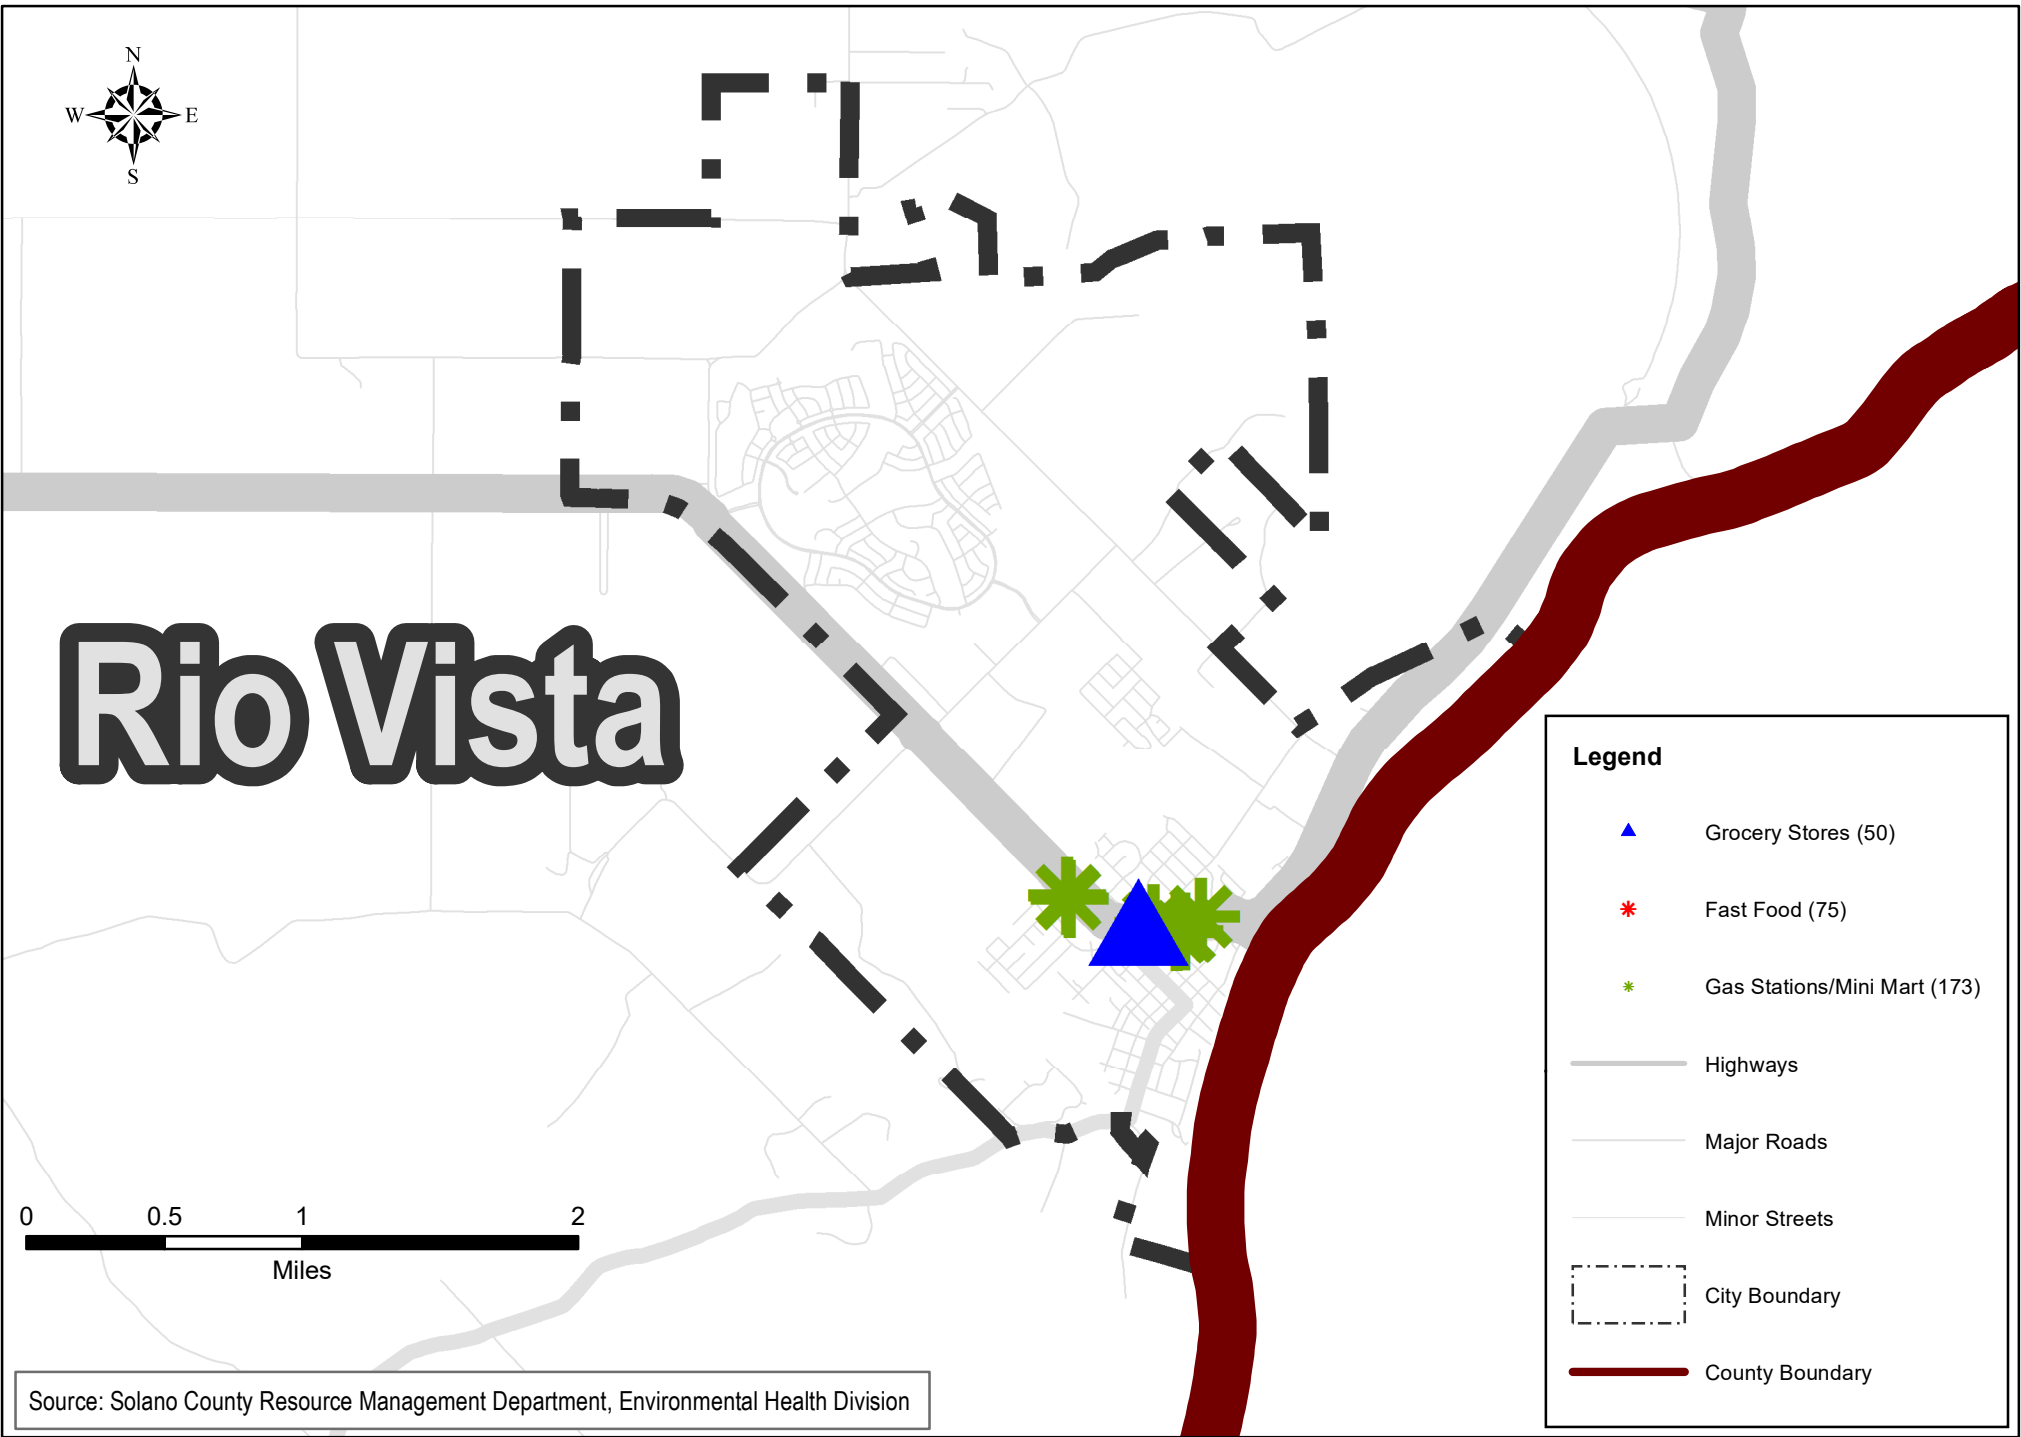 N
W E
S
Rio Vista
Legend
Grocery Stores (50)
Fast Food (75)
Gas Stations/Mini Mart (173)
Highways
Major Roads
Minor Streets
City Boundary
County Boundary
0 0.5 1 2
Miles
Source: Solano County Resource Management Department, Environmental Health Division